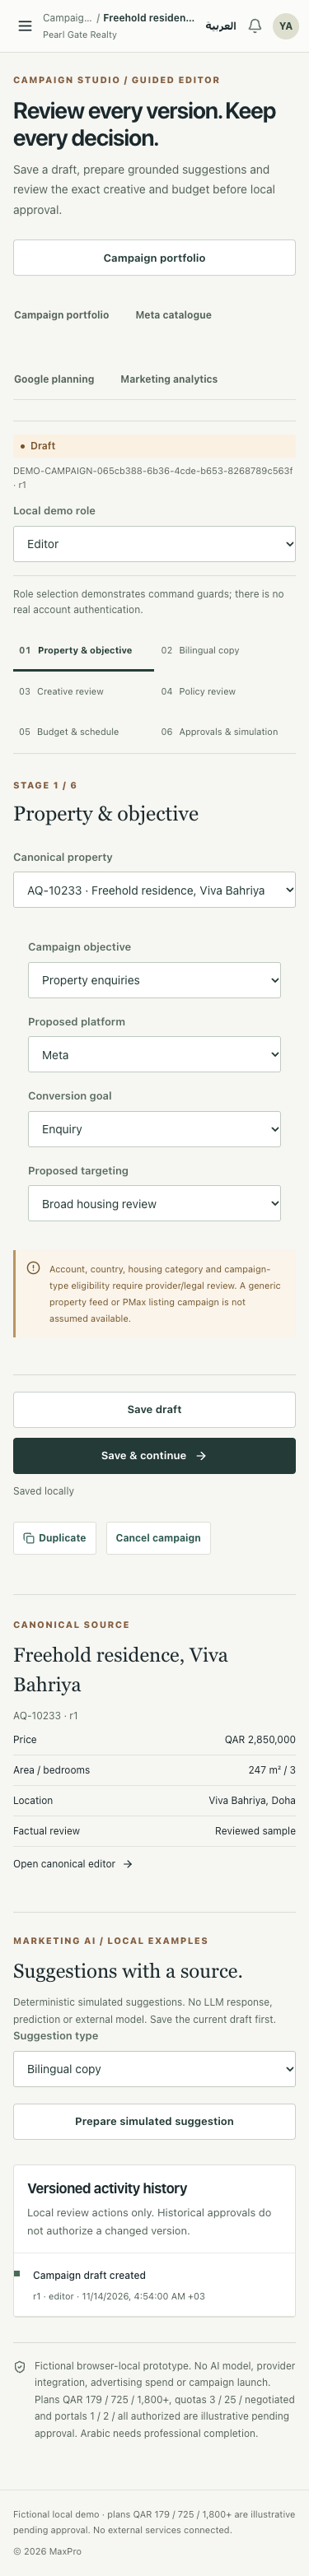 Campaig... / Freehold residen...
Pearl Gate Realty
العربية
YA
CAMPAIGN STUDIO / GUIDED EDITOR
Review every version. Keep
every decision.
Save a draft, prepare grounded suggestions and
review the exact creative and budget before local
approval.
Campaign portfolio
Campaign portfolio
Meta catalogue
Google planning
Marketing analytics
Draft
DEMO-CAMPAIGN-065cb388-6b36-4cde-b653-8268789c563f
· r1
Local demo role
Editor
Role selection demonstrates command guards; there is no
real account authentication.
01 Property & objective
02 Bilingual copy
03 Creative review
04 Policy review
05 Budget & schedule
06 Approvals & simulation
STAGE 1 / 6
Property & objective
Canonical property
AQ-10233 · Freehold residence, Viva Bahriya
Campaign objective
Property enquiries
Proposed platform
Meta
Conversion goal
Enquiry
Proposed targeting
Broad housing review
Account, country, housing category and campaign-
type eligibility require provider/legal review. A generic
property feed or PMax listing campaign is not
assumed available.
Save draft
Save & continue →
Saved locally
Duplicate
Cancel campaign
CANONICAL SOURCE
Freehold residence, Viva
Bahriya
AQ-10233 · r1
Price QAR 2,850,000
Area / bedrooms 247 m² / 3
Location Viva Bahriya, Doha
Factual review Reviewed sample
Open canonical editor →
MARKETING AI / LOCAL EXAMPLES
Suggestions with a source.
Deterministic simulated suggestions. No LLM response,
prediction or external model. Save the current draft first.
Suggestion type
Bilingual copy
Prepare simulated suggestion
Versioned activity history
Local review actions only. Historical approvals do
not authorize a changed version.
Campaign draft created
r1 · editor · 11/14/2026, 4:54:00 AM +03
Fictional browser-local prototype. No AI model, provider
integration, advertising spend or campaign launch.
Plans QAR 179 / 725 / 1,800+, quotas 3 / 25 / negotiated
and portals 1 / 2 / all authorized are illustrative pending
approval. Arabic needs professional completion.
Fictional local demo · plans QAR 179 / 725 / 1,800+ are illustrative
pending approval. No external services connected.
© 2026 MaxPro